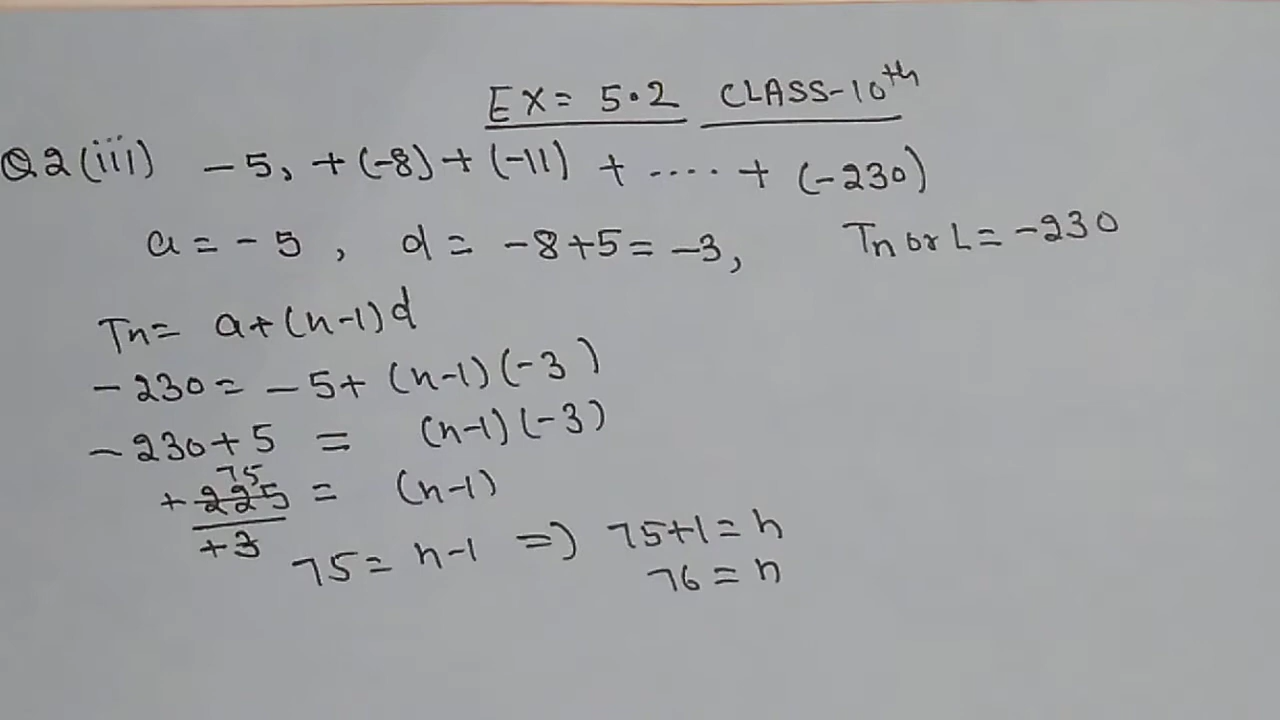 EX = 5.2 CLASS-10th
Q2(iii) -5, +(-8)+(-11) + .... + (-230)
a = -5 , d = -8+5 = -3, Tn or L = -230
Tn = a+(n-1)d
-230 = -5+ (n-1)(-3)
-230+5 = (n-1)(-3)
75
+225 = (n-1)
+3
75 = n-1 => 75+1 = n
76 = n